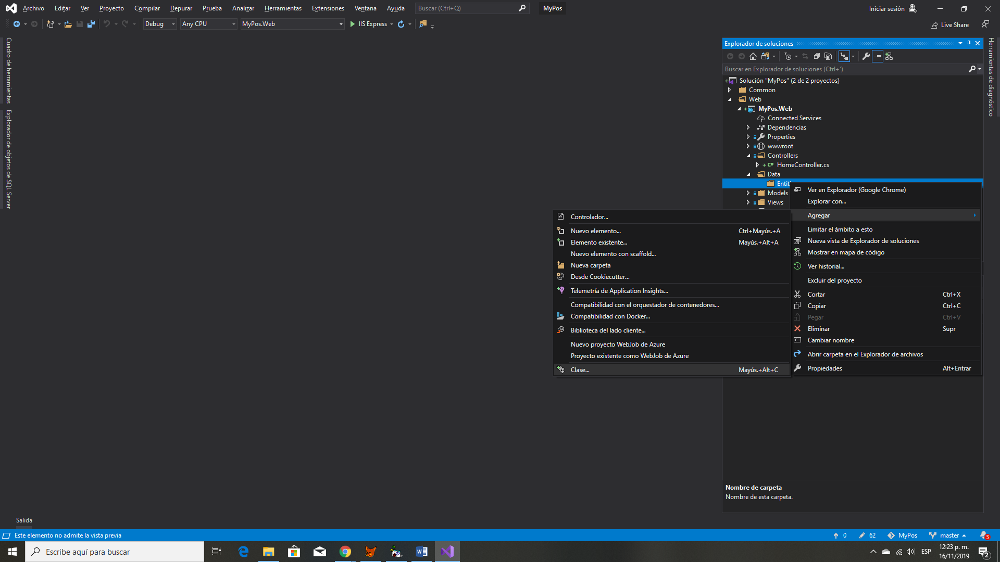 Archivo Editar Ver Proyecto Compilar Depurar Prueba Analizar Herramientas Extensiones Ventana Ayuda Buscar (Ctrl+Q) MyPos Iniciar sesión
Debug Any CPU MyPos.Web IIS Express Live Share
Cuadro de herramientas
Explorador de objetos de SQL Server
Herramientas de diagnóstico
Explorador de soluciones
Buscar en Explorador de soluciones (Ctrl+´)
Solución "MyPos" (2 de 2 proyectos)
Common
Web
MyPos.Web
Connected Services
Dependencias
Properties
wwwroot
Controllers
C# HomeController.cs
Data
Models
Views
Ver en Explorador (Google Chrome)
Explorar con...
Agregar
Limitar el ámbito a esto
Nueva vista de Explorador de soluciones
Mostrar en mapa de código
Ver historial...
Excluir del proyecto
Cortar Ctrl+X
Copiar Ctrl+C
Pegar Ctrl+V
Eliminar Supr
Cambiar nombre
Abrir carpeta en el Explorador de archivos
Propiedades Alt+Entrar
Controlador...
Nuevo elemento... Ctrl+Mayús.+A
Elemento existente... Mayús.+Alt+A
Nuevo elemento con scaffold...
Nueva carpeta
Desde Cookiecutter...
Telemetría de Application Insights...
Compatibilidad con el orquestador de contenedores...
Compatibilidad con Docker...
Biblioteca del lado cliente...
Nuevo proyecto WebJob de Azure
Proyecto existente como WebJob de Azure
Clase... Mayús.+Alt+C
Nombre de carpeta
Nombre de esta carpeta.
Salida
Este elemento no admite la vista previa 0 62 MyPos master 3
Escribe aquí para buscar ESP 12:23 p. m.
16/11/2019 2